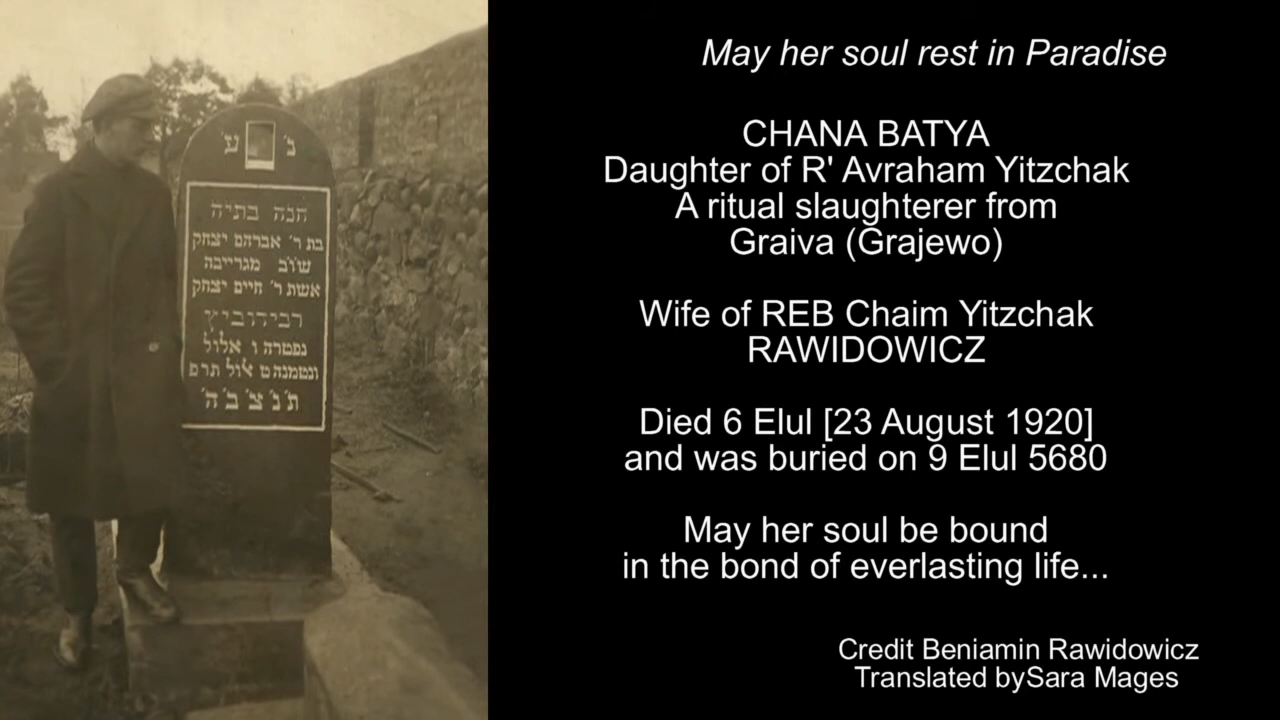 נ' ע'
חנה בתיה
בת ר' אברהם יצחק
שו"ב מגרייבה
אשת ר' חיים יצחק
רבידוביץ
נפטרה ו אלול
ונטמנה ט אלול תרפ
ת'נ'צ'ב'ה'
May her soul rest in Paradise
CHANA BATYA
Daughter of R' Avraham Yitzchak
A ritual slaughterer from
Graiva (Grajewo)
Wife of REB Chaim Yitzchak
RAWIDOWICZ
Died 6 Elul [23 August 1920]
and was buried on 9 Elul 5680
May her soul be bound
in the bond of everlasting life...
Credit Beniamin Rawidowicz
Translated bySara Mages